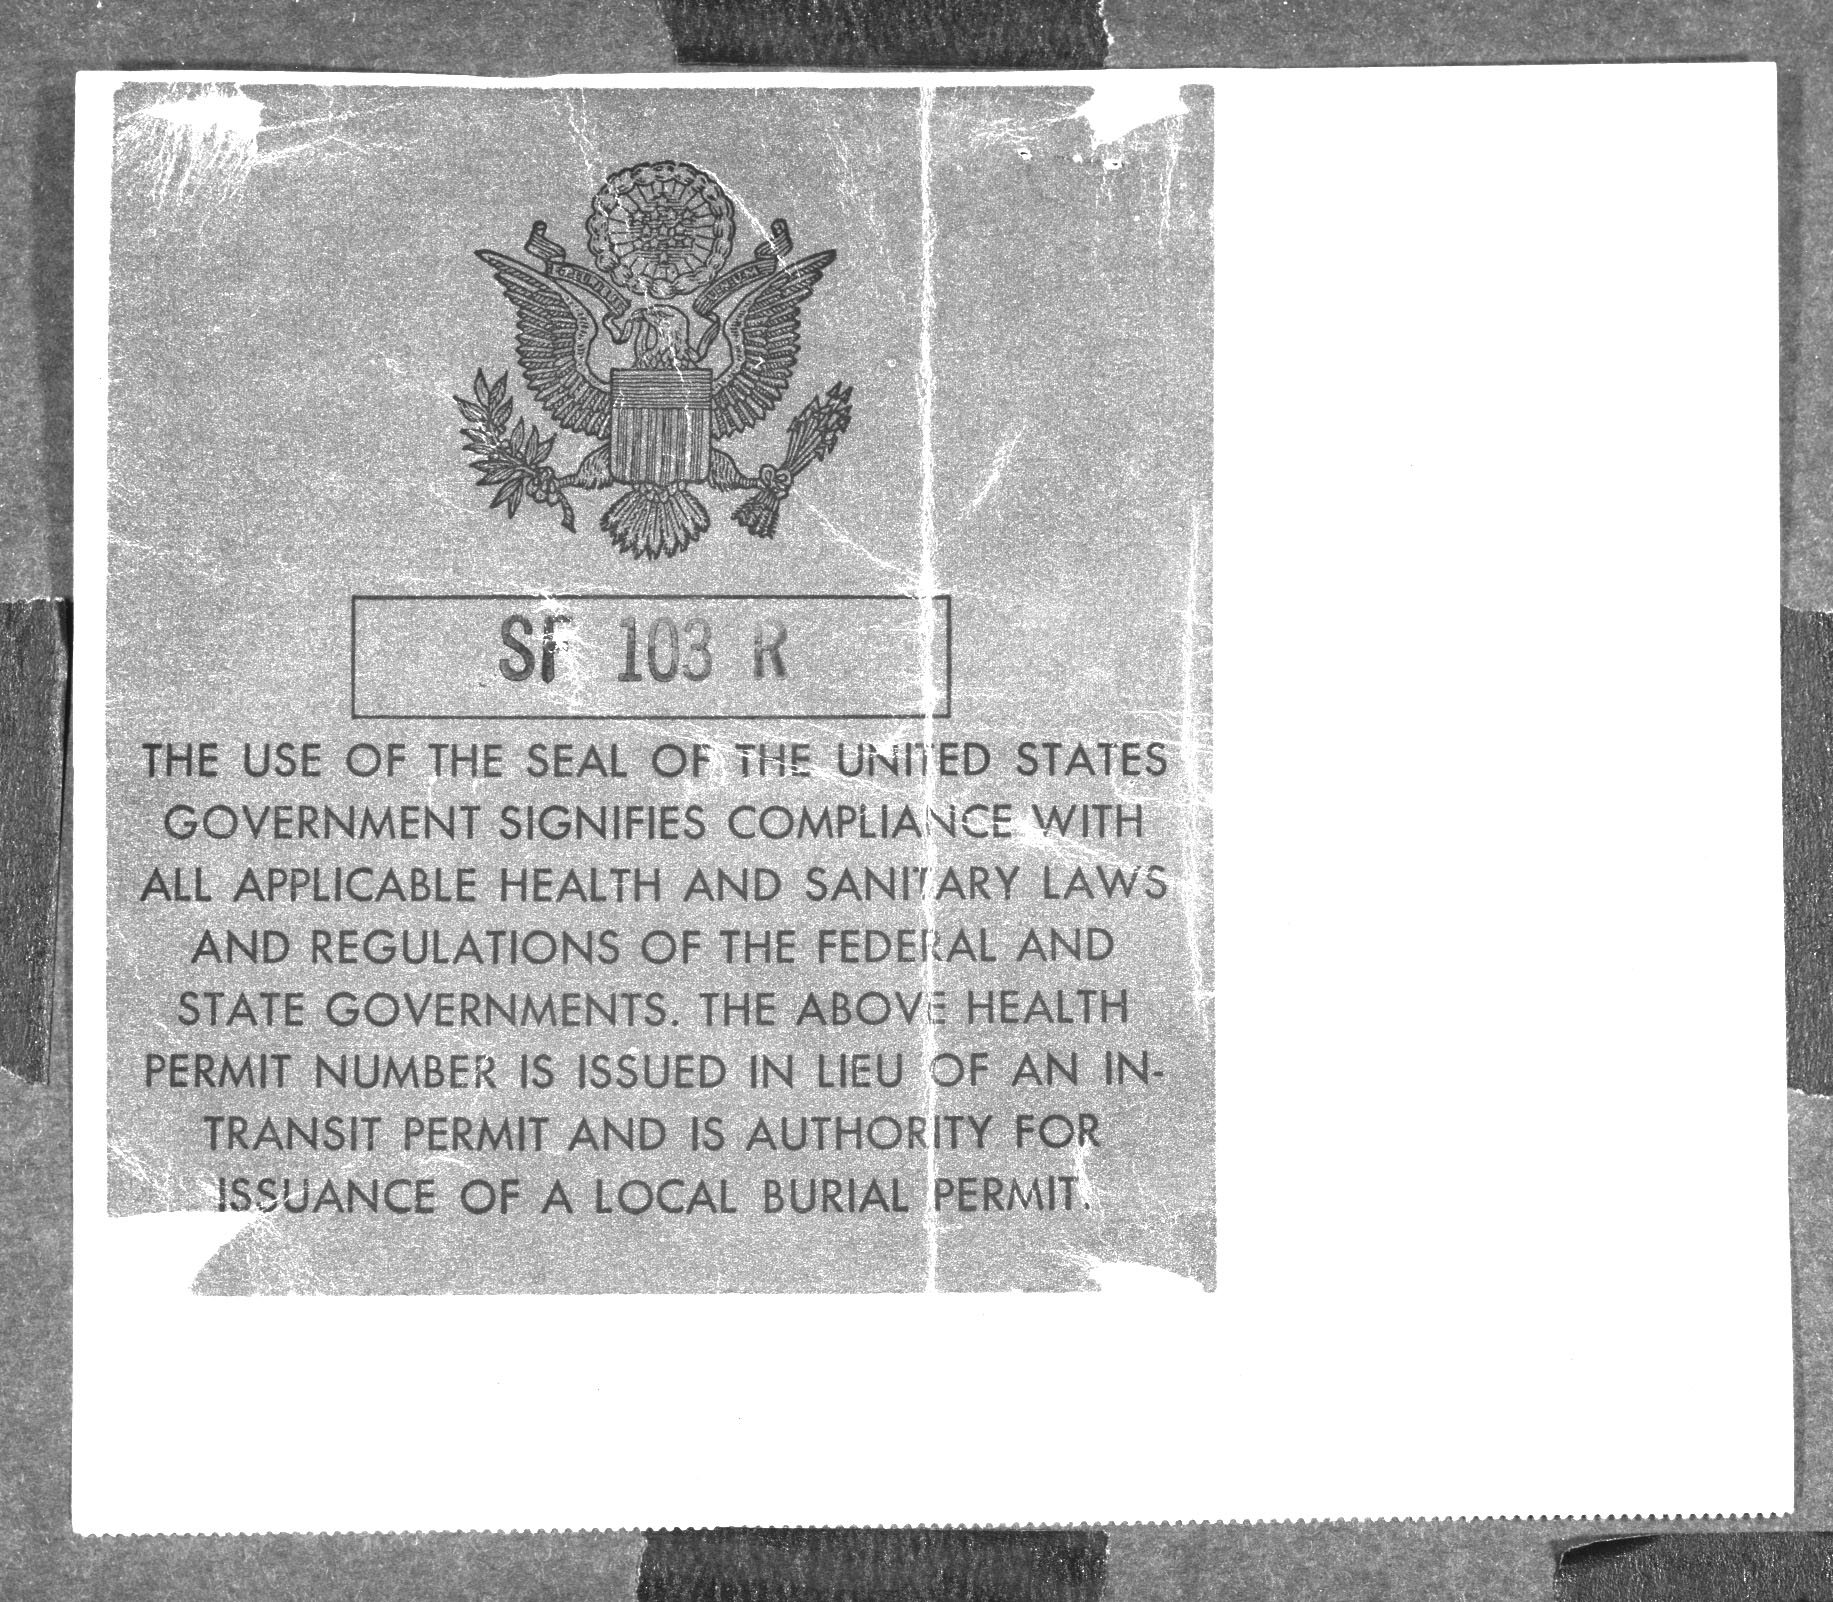 SF 103 R
THE USE OF THE SEAL OF THE UNITED STATES
GOVERNMENT SIGNIFIES COMPLIANCE WITH
ALL APPLICABLE HEALTH AND SANITARY LAWS
AND REGULATIONS OF THE FEDERAL AND
STATE GOVERNMENTS. THE ABOVE HEALTH
PERMIT NUMBER IS ISSUED IN LIEU OF AN IN-
TRANSIT PERMIT AND IS AUTHORITY FOR
ISSUANCE OF A LOCAL BURIAL PERMIT.